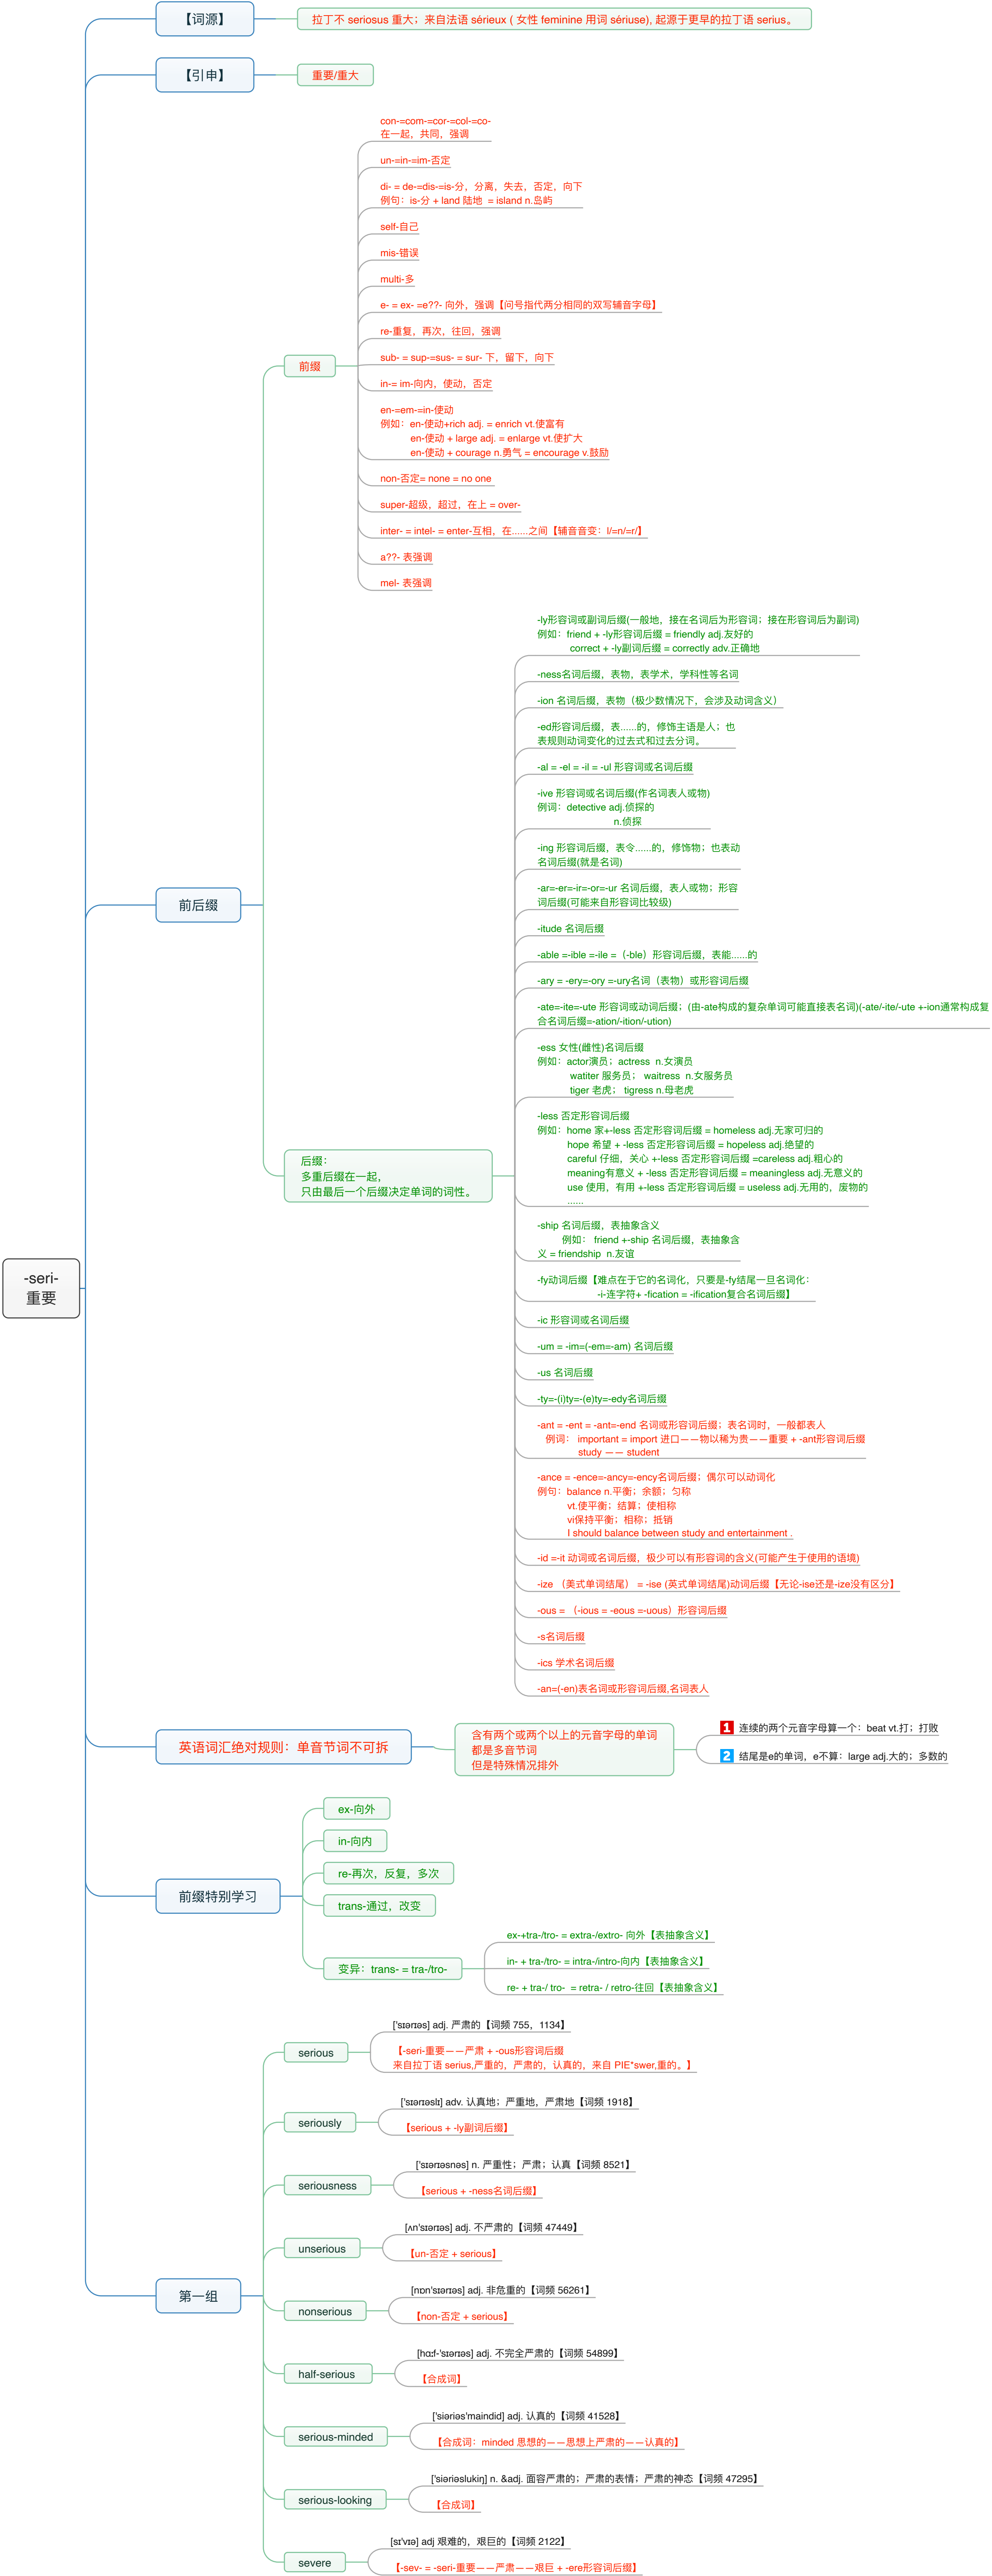 -seri-
重要
【词源】
拉丁不 seriosus 重大；来自法语 sérieux ( 女性 feminine 用词 sériuse), 起源于更早的拉丁语 serius。
【引申】
重要/重大
前后缀
前缀
con-=com-=cor-=col-=co-
在一起，共同，强调
un-=in-=im-否定
di- = de-=dis-=is-分，分离，失去，否定，向下
例句：is-分 + land 陆地  = island n.岛屿
self-自己
mis-错误
multi-多
e- = ex- =e??- 向外，强调【问号指代两分相同的双写辅音字母】
re-重复，再次，往回，强调
sub- = sup-=sus- = sur- 下，留下，向下
in-= im-向内，使动，否定
en-=em-=in-使动
例如：en-使动+rich adj. = enrich vt.使富有
en-使动 + large adj. = enlarge vt.使扩大
en-使动 + courage n.勇气 = encourage v.鼓励
non-否定= none = no one
super-超级，超过，在上 = over-
inter- = intel- = enter-互相，在……之间【辅音音变：l/=n/=r/】
a??- 表强调
mel- 表强调
后缀：
多重后缀在一起，
只由最后一个后缀决定单词的词性。
-ly形容词或副词后缀(一般地，接在名词后为形容词；接在形容词后为副词)
例如：friend + -ly形容词后缀 = friendly adj.友好的
correct + -ly副词后缀 = correctly adv.正确地
-ness名词后缀，表物，表学术，学科性等名词
-ion 名词后缀，表物（极少数情况下，会涉及动词含义）
-ed形容词后缀，表……的，修饰主语是人；也
表规则动词变化的过去式和过去分词。
-al = -el = -il = -ul 形容词或名词后缀
-ive 形容词或名词后缀(作名词表人或物)
例词：detective adj.侦探的
n.侦探
-ing 形容词后缀，表令……的，修饰物；也表动
名词后缀(就是名词)
-ar=-er=-ir=-or=-ur 名词后缀，表人或物；形容
词后缀(可能来自形容词比较级)
-itude 名词后缀
-able =-ible =-ile =（-ble）形容词后缀，表能……的
-ary = -ery=-ory =-ury名词（表物）或形容词后缀
-ate=-ite=-ute 形容词或动词后缀；(由-ate构成的复杂单词可能直接表名词)(-ate/-ite/-ute +-ion通常构成复
合名词后缀=-ation/-ition/-ution)
-ess 女性(雌性)名词后缀
例如：actor演员；actress  n.女演员
watiter 服务员； waitress  n.女服务员
tiger 老虎； tigress n.母老虎
-less 否定形容词后缀
例如：home 家+-less 否定形容词后缀 = homeless adj.无家可归的
hope 希望 + -less 否定形容词后缀 = hopeless adj.绝望的
careful 仔细，关心 +-less 否定形容词后缀 =careless adj.粗心的
meaning有意义 + -less 否定形容词后缀 = meaningless adj.无意义的
use 使用，有用 +-less 否定形容词后缀 = useless adj.无用的，废物的
……
-ship 名词后缀，表抽象含义
例如： friend +-ship 名词后缀，表抽象含
义 = friendship  n.友谊
-fy动词后缀【难点在于它的名词化，只要是-fy结尾一旦名词化：
-i-连字符+ -fication = -ification复合名词后缀】
-ic 形容词或名词后缀
-um = -im=(-em=-am) 名词后缀
-us 名词后缀
-ty=-(i)ty=-(e)ty=-edy名词后缀
-ant = -ent = -ant=-end 名词或形容词后缀；表名词时，一般都表人
例词： important = import 进口——物以稀为贵——重要 + -ant形容词后缀
study —— student
-ance = -ence=-ancy=-ency名词后缀；偶尔可以动词化
例句：balance n.平衡；余额；匀称
vt.使平衡；结算；使相称
vi保持平衡；相称；抵销
I should balance between study and entertainment .
-id =-it 动词或名词后缀，极少可以有形容词的含义(可能产生于使用的语境)
-ize （美式单词结尾） = -ise (英式单词结尾)动词后缀【无论-ise还是-ize没有区分】
-ous = （-ious = -eous =-uous）形容词后缀
-s名词后缀
-ics 学术名词后缀
-an=(-en)表名词或形容词后缀,名词表人
英语词汇绝对规则：单音节词不可拆
含有两个或两个以上的元音字母的单词
都是多音节词
但是特殊情况排外
1 连续的两个元音字母算一个：beat vt.打；打败
2 结尾是e的单词，e不算：large adj.大的；多数的
前缀特别学习
ex-向外
in-向内
re-再次，反复，多次
trans-通过，改变
变异：trans- = tra-/tro-
ex-+tra-/tro- = extra-/extro- 向外【表抽象含义】
in- + tra-/tro- = intra-/intro-向内【表抽象含义】
re- + tra-/ tro-  = retra- / retro-往回【表抽象含义】
第一组
serious
['sɪərɪəs] adj. 严肃的【词频 755，1134】
【-seri-重要——严肃 + -ous形容词后缀
来自拉丁语 serius,严重的，严肃的，认真的，来自 PIE*swer,重的。】
seriously
['sɪərɪəslɪ] adv. 认真地；严重地，严肃地【词频 1918】
【serious + -ly副词后缀】
seriousness
['sɪərɪəsnəs] n. 严重性；严肃；认真【词频 8521】
【serious + -ness名词后缀】
unserious
[ʌn'sɪərɪəs] adj. 不严肃的【词频 47449】
【un-否定 + serious】
nonserious
[nɒn'sɪərɪəs] adj. 非危重的【词频 56261】
【non-否定 + serious】
half-serious
[hɑ:f-'sɪərɪəs] adj. 不完全严肃的【词频 54899】
【合成词】
serious-minded
['siəriəs'maindid] adj. 认真的【词频 41528】
【合成词：minded 思想的——思想上严肃的——认真的】
serious-looking
['siəriəslukiŋ] n. &adj. 面容严肃的；严肃的表情；严肃的神态【词频 47295】
【合成词】
severe
[sɪ'vɪə] adj 艰难的，艰巨的【词频 2122】
【-sev- = -seri-重要——严肃——艰巨 + -ere形容词后缀】